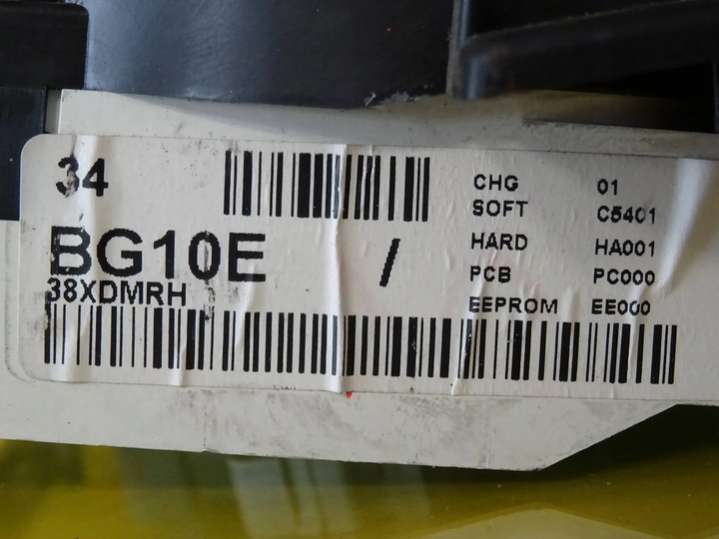 34
CHG 01
SOFT C5401
BG10E /
HARD HA001
PCB PC000
38XDMRH
EEPROM EE000